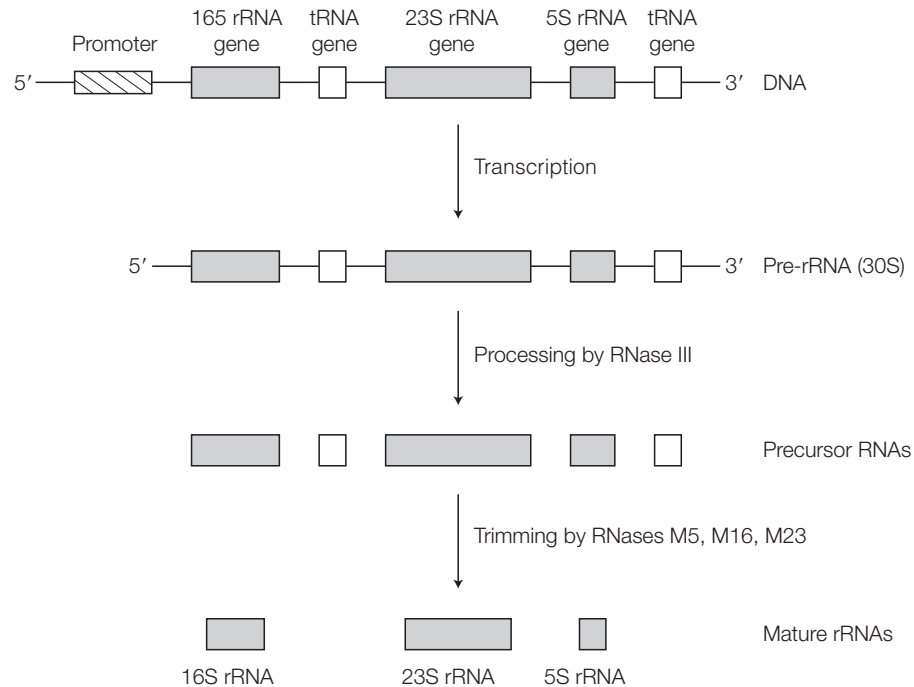 165 rRNA gene
tRNA gene
23S rRNA gene
5S rRNA gene
tRNA gene
Promoter
5′
3′
DNA
Transcription
5′
3′
Pre-rRNA (30S)
Processing by RNase III
Precursor RNAs
Trimming by RNases M5, M16, M23
Mature rRNAs
16S rRNA
23S rRNA
5S rRNA